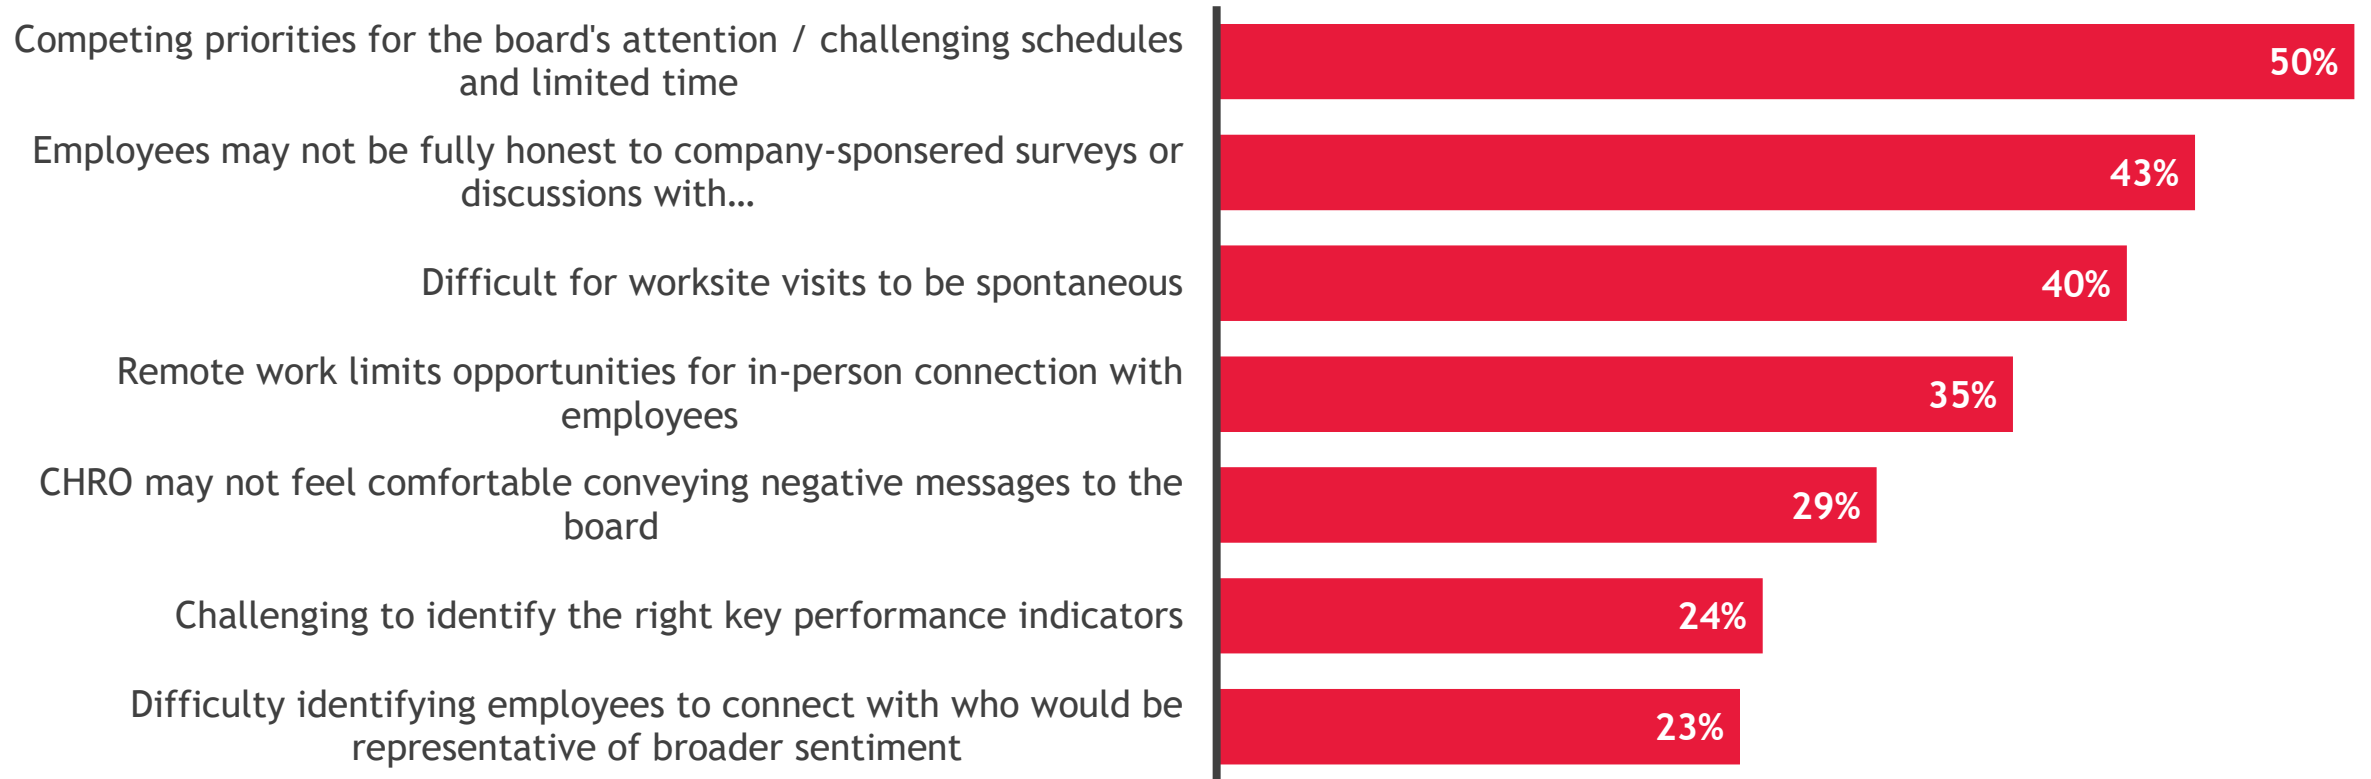 Competing priorities for the board's attention / challenging schedules
and limited time
50%
Employees may not be fully honest to company-sponsered surveys or
discussions with…
43%
Difficult for worksite visits to be spontaneous
40%
Remote work limits opportunities for in-person connection with
employees
35%
CHRO may not feel comfortable conveying negative messages to the
board
29%
Challenging to identify the right key performance indicators
24%
Difficulty identifying employees to connect with who would be
representative of broader sentiment
23%